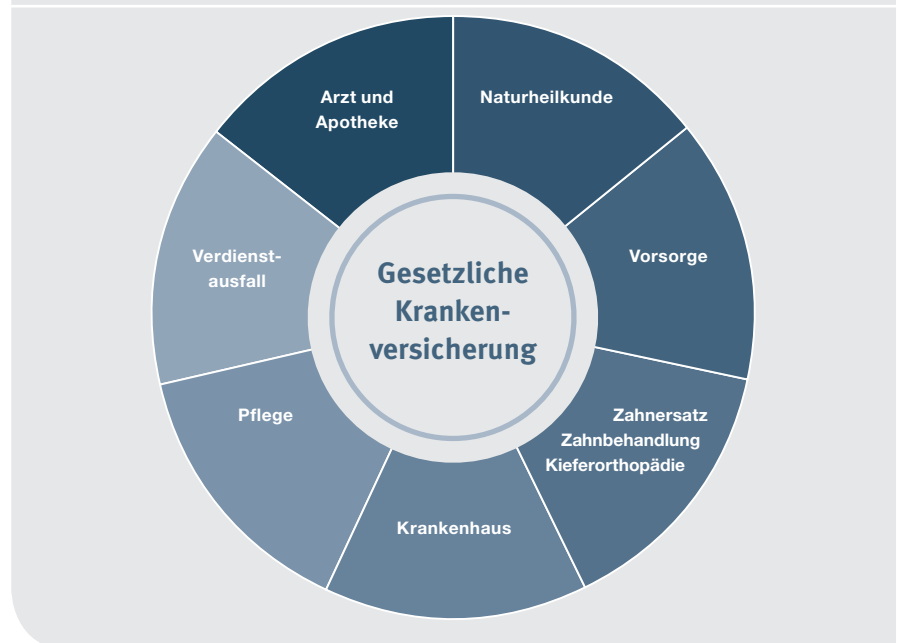 Arzt und
Apotheke
Naturheilkunde
Vorsorge
Zahnersatz
Zahnbehandlung
Kieferorthopädie
Krankenhaus
Pflege
Verdienst-
ausfall
Gesetzliche
Kranken-
versicherung